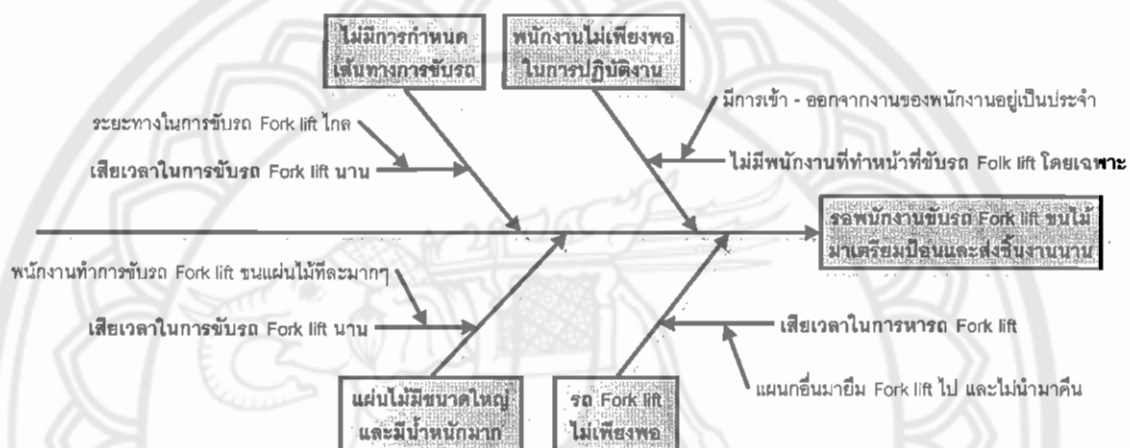 ไม่มีการกำหนด
เส้นทางการขับรถ
พนักงานไม่เพียงพอ
ในการปฏิบัติงาน
มีการเข้า - ออกจากงานของพนักงานอยู่เป็นประจำ
ระยะทางในการขับรถ Fork lift ไกล
เสียเวลาในการขับรถ Fork lift นาน
ไม่มีพนักงานที่ทำหน้าที่ขับรถ Folk lift โดยเฉพาะ
รอพนักงานขับรถ Fork lift ขนไม้
มาเตรียมป้อนและส่งชิ้นงานนาน
พนักงานทำการขับรถ Fork lift ขนแผ่นไม้ทีละมากๆ
เสียเวลาในการขับรถ Fork lift นาน
เสียเวลาในการหารถ Fork lift
แผนกอื่นมายืม Fork lift ไป และไม่นำมาคืน
แผ่นไม้มีขนาดใหญ่
และมีน้ำหนักมาก
รถ Fork lift
ไม่เพียงพอ